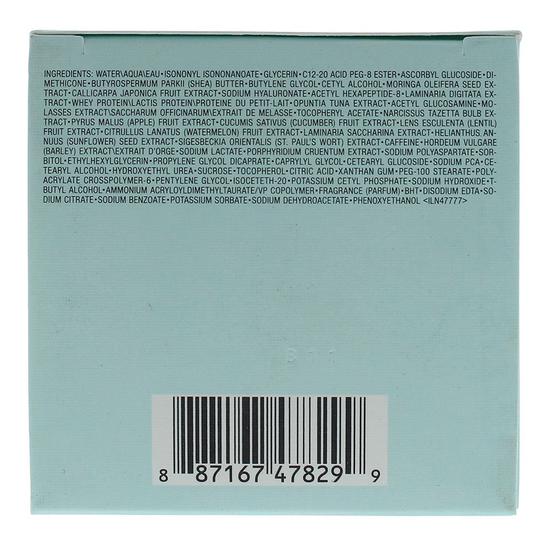 INGREDIENTS: WATER\AQUA\EAU•ISONONYL ISONONANOATE•GLYCERIN•C12-20 ACID PEG-8 ESTER•ASCORBYL GLUCOSIDE•DI-
METHICONE•BUTYROSPERMUM PARKII (SHEA) BUTTER•BUTYLENE GLYCOL•CETYL ALCOHOL•MORINGA OLEIFERA SEED EX-
TRACT•CALLICARPA JAPONICA FRUIT EXTRACT•SODIUM HYALURONATE•ACETYL HEXAPEPTIDE-8•LAMINARIA DIGITATA EX-
TRACT•WHEY PROTEIN\LACTIS PROTEIN\PROTEINE DU PETIT-LAIT•OPUNTIA TUNA EXTRACT•ACETYL GLUCOSAMINE•MO-
LASSES EXTRACT\SACCHARUM OFFICINARUM\EXTRAIT DE MELASSE•TOCOPHERYL ACETATE•NARCISSUS TAZETTA BULB EX-
TRACT•PYRUS MALUS (APPLE) FRUIT EXTRACT•CUCUMIS SATIVUS (CUCUMBER) FRUIT EXTRACT•LENS ESCULENTA (LENTIL)
FRUIT EXTRACT•CITRULLUS LANATUS (WATERMELON) FRUIT EXTRACT•LAMINARIA SACCHARINA EXTRACT•HELIANTHUS AN-
NUUS (SUNFLOWER) SEED EXTRACT•SIGESBECKIA ORIENTALIS (ST. PAUL'S WORT) EXTRACT•CAFFEINE•HORDEUM VULGARE
(BARLEY) EXTRACT\EXTRAIT D'ORGE•SODIUM LACTATE•PORPHYRIDIUM CRUENTUM EXTRACT•SODIUM POLYASPARTATE•SOR-
BITOL•ETHYLHEXYLGLYCERIN•PROPYLENE GLYCOL DICAPRATE•CAPRYLYL GLYCOL•CETEARYL GLUCOSIDE•SODIUM PCA•CE-
TEARYL ALCOHOL•HYDROXYETHYL UREA•SUCROSE•TOCOPHEROL•CITRIC ACID•XANTHAN GUM•PEG-100 STEARATE•POLY-
ACRYLATE CROSSPOLYMER-6•PENTYLENE GLYCOL•ISOCETETH-20•POTASSIUM CETYL PHOSPHATE•SODIUM HYDROXIDE•T-
BUTYL ALCOHOL•AMMONIUM ACRYLOYLDIMETHYLTAURATE/VP COPOLYMER•FRAGRANCE (PARFUM)•BHT•DISODIUM EDTA•SO-
DIUM CITRATE•SODIUM BENZOATE•POTASSIUM SORBATE•SODIUM DEHYDROACETATE•PHENOXYETHANOL <ILN47777>
8 87167 47829 9